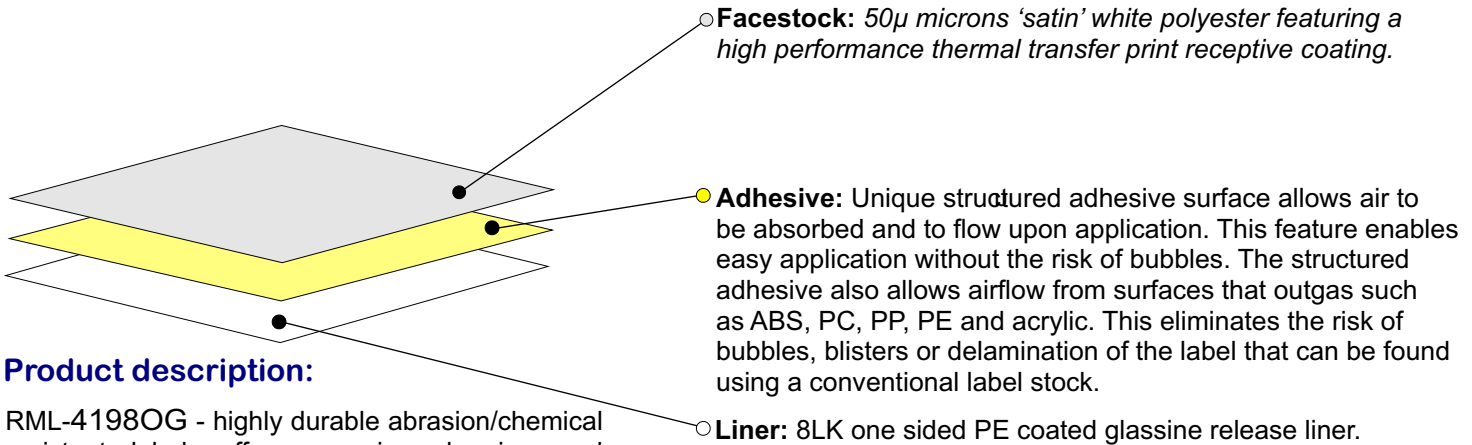 Facestock: 50µ microns ‘satin’ white polyester featuring a
high performance thermal transfer print receptive coating.
Adhesive: Unique structured adhesive surface allows air to
be absorbed and to flow upon application. This feature enables
easy application without the risk of bubbles. The structured
adhesive also allows airflow from surfaces that outgas such
as ABS, PC, PP, PE and acrylic. This eliminates the risk of
bubbles, blisters or delamination of the label that can be found
using a conventional label stock.
Liner: 8LK one sided PE coated glassine release liner.
Product description:
RML-4198OG - highly durable abrasion/chemical